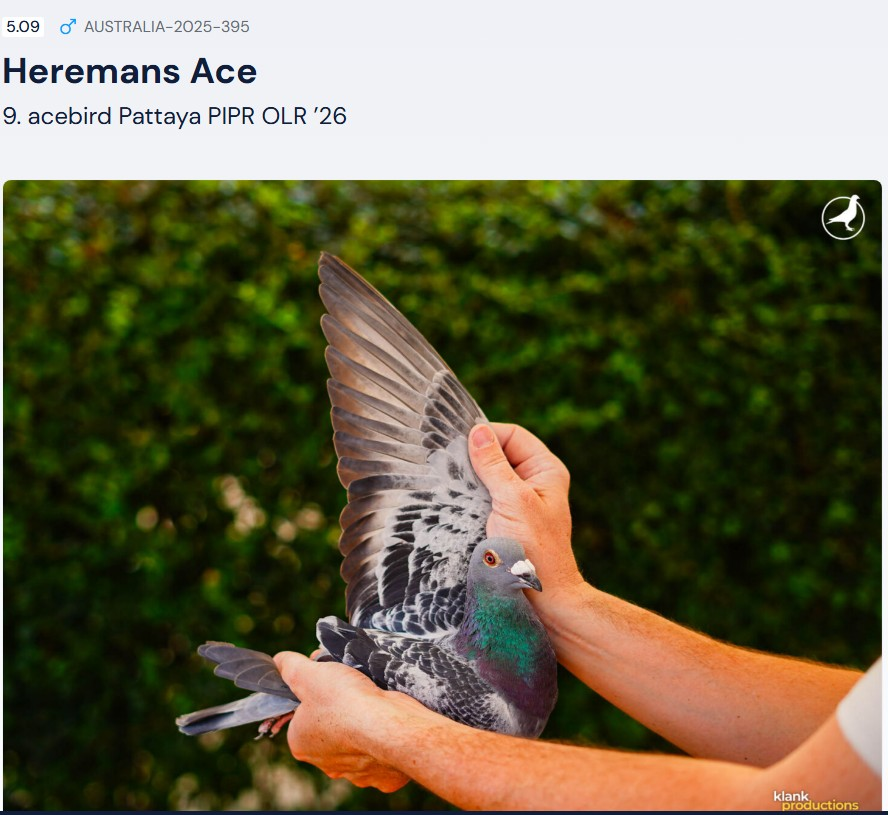 5.09 AUSTRALIA-2025-395
Heremans Ace
9. acebird Pattaya PIPR OLR ’26
klank
productions